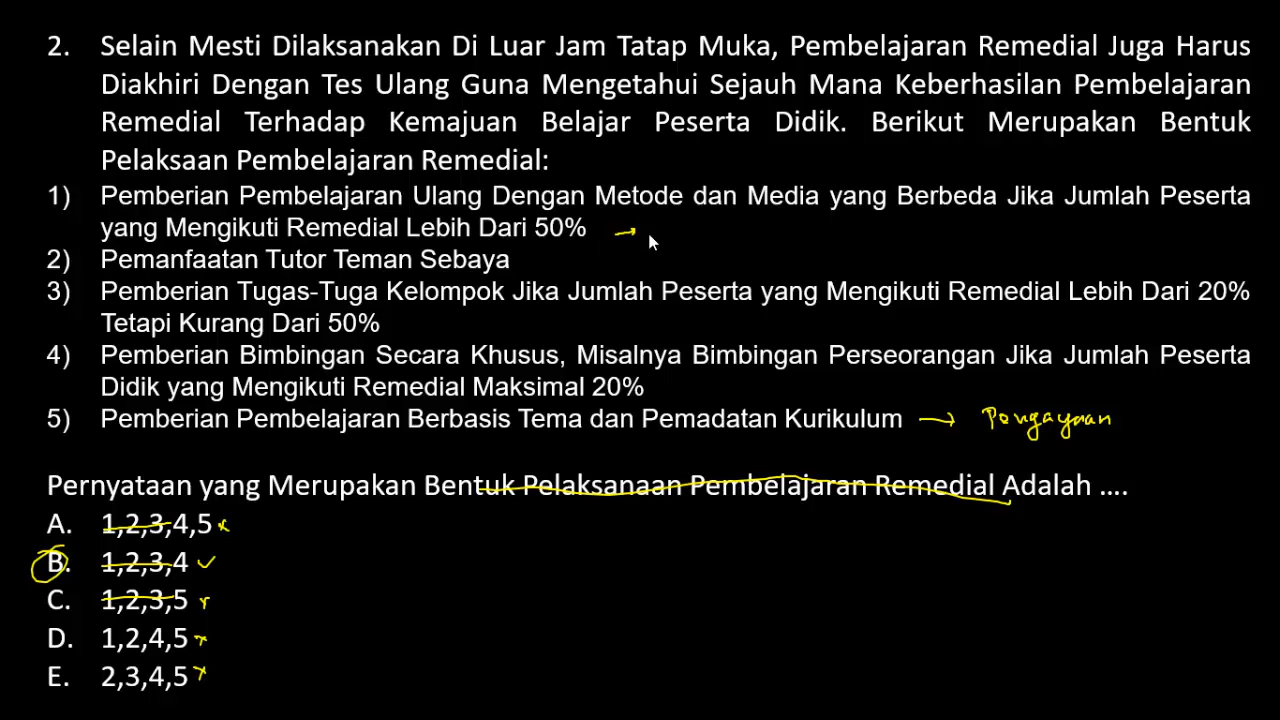 2. Selain Mesti Dilaksanakan Di Luar Jam Tatap Muka, Pembelajaran Remedial Juga Harus
Diakhiri Dengan Tes Ulang Guna Mengetahui Sejauh Mana Keberhasilan Pembelajaran
Remedial Terhadap Kemajuan Belajar Peserta Didik. Berikut Merupakan Bentuk
Pelaksaan Pembelajaran Remedial:
1) Pemberian Pembelajaran Ulang Dengan Metode dan Media yang Berbeda Jika Jumlah Peserta
yang Mengikuti Remedial Lebih Dari 50% →
2) Pemanfaatan Tutor Teman Sebaya
3) Pemberian Tugas-Tuga Kelompok Jika Jumlah Peserta yang Mengikuti Remedial Lebih Dari 20%
Tetapi Kurang Dari 50%
4) Pemberian Bimbingan Secara Khusus, Misalnya Bimbingan Perseorangan Jika Jumlah Peserta
Didik yang Mengikuti Remedial Maksimal 20%
5) Pemberian Pembelajaran Berbasis Tema dan Pemadatan Kurikulum → Pengayaan
Pernyataan yang Merupakan Bentuk Pelaksanaan Pembelajaran Remedial Adalah ....
A. 1,2,3,4,5 x
B. 1,2,3,4 ✓
C. 1,2,3,5 x
D. 1,2,4,5 x
E. 2,3,4,5 x